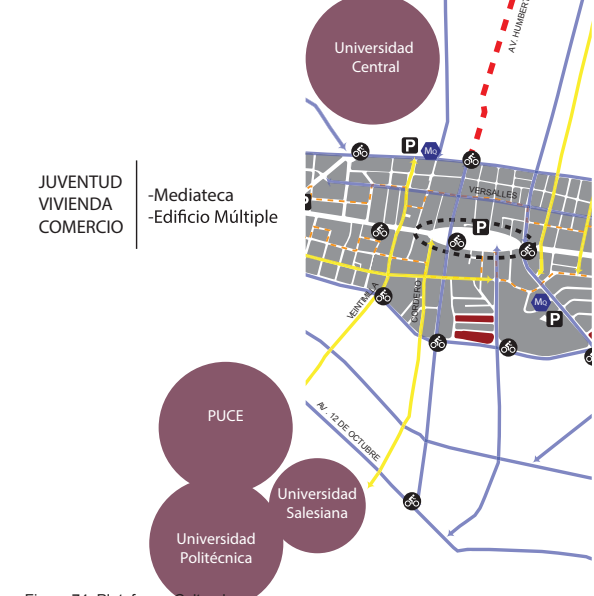 Universidad
Central
AV. HUMBERT
P
Mo
JUVENTUD
VIVIENDA
COMERCIO
-Mediateca
-Edificio Múltiple
VERSALLES
P
P
VEINTIMILLA
CORDERO
Mo
P
AV. 12 DE OCTUBRE
PUCE
Universidad
Salesiana
Universidad
Politécnica